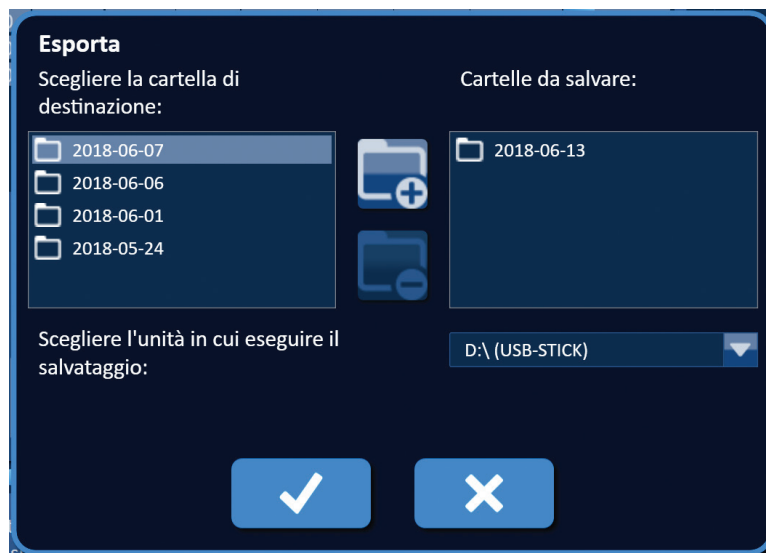 Esporta
Scegliere la cartella di
destinazione:
2018-06-07
2018-06-06
2018-06-01
2018-05-24
Cartelle da salvare:
2018-06-13
Scegliere l'unità in cui eseguire il
salvataggio:
D:\ (USB-STICK)